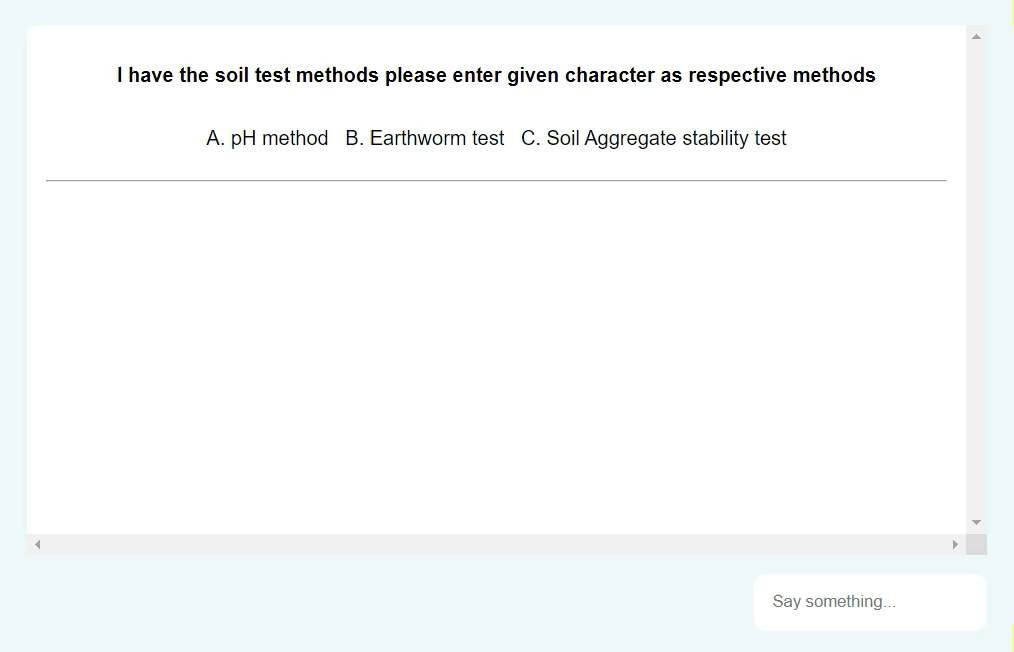 I have the soil test methods please enter given character as respective methods
A. pH method B. Earthworm test C. Soil Aggregate stability test
Say something...